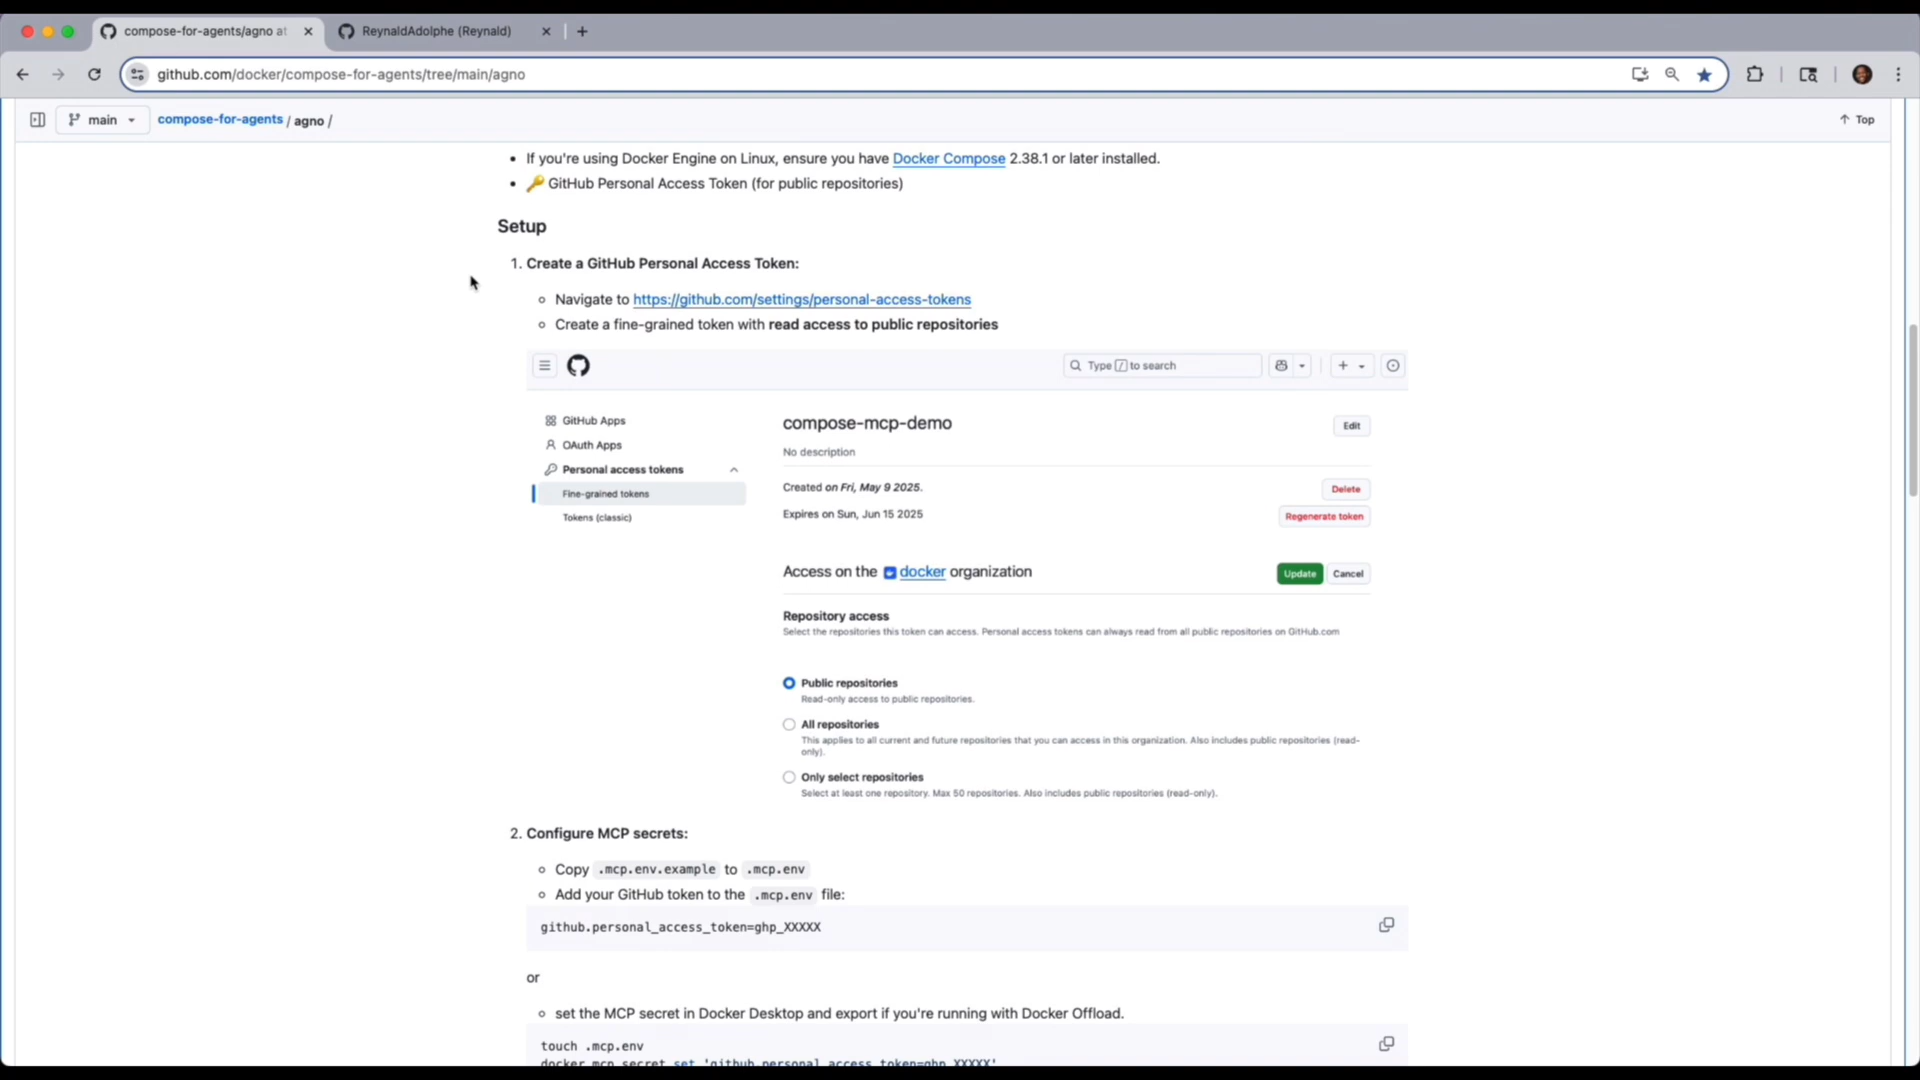 compose-for-agents/agno at
ReynaldAdolphe (Reynald)
github.com/docker/compose-for-agents/tree/main/agno
main
compose-for-agents / agno /
Top
If you're using Docker Engine on Linux, ensure you have Docker Compose 2.38.1 or later installed.
GitHub Personal Access Token (for public repositories)
Setup
1. Create a GitHub Personal Access Token:
Navigate to https://github.com/settings/personal-access-tokens
Create a fine-grained token with read access to public repositories
Type / to search
GitHub Apps
OAuth Apps
Personal access tokens
Fine-grained tokens
Tokens (classic)
compose-mcp-demo
Edit
No description
Created on Fri, May 9 2025.
Delete
Expires on Sun, Jun 15 2025
Regenerate token
Access on the docker organization
Update
Cancel
Repository access
Select the repositories this token can access. Personal access tokens can always read from all public repositories on GitHub.com
Public repositories
Read-only access to public repositories.
All repositories
This applies to all current and future repositories that you can access in this organization. Also includes public repositories (read-
only).
Only select repositories
Select at least one repository. Max 50 repositories. Also includes public repositories (read-only).
2. Configure MCP secrets:
Copy .mcp.env.example to .mcp.env
Add your GitHub token to the .mcp.env file:
github.personal_access_token=ghp_XXXXX
or
set the MCP secret in Docker Desktop and export if you're running with Docker Offload.
touch .mcp.env
docker mcp secret set 'github.personal_access_token=ghp_XXXXX'